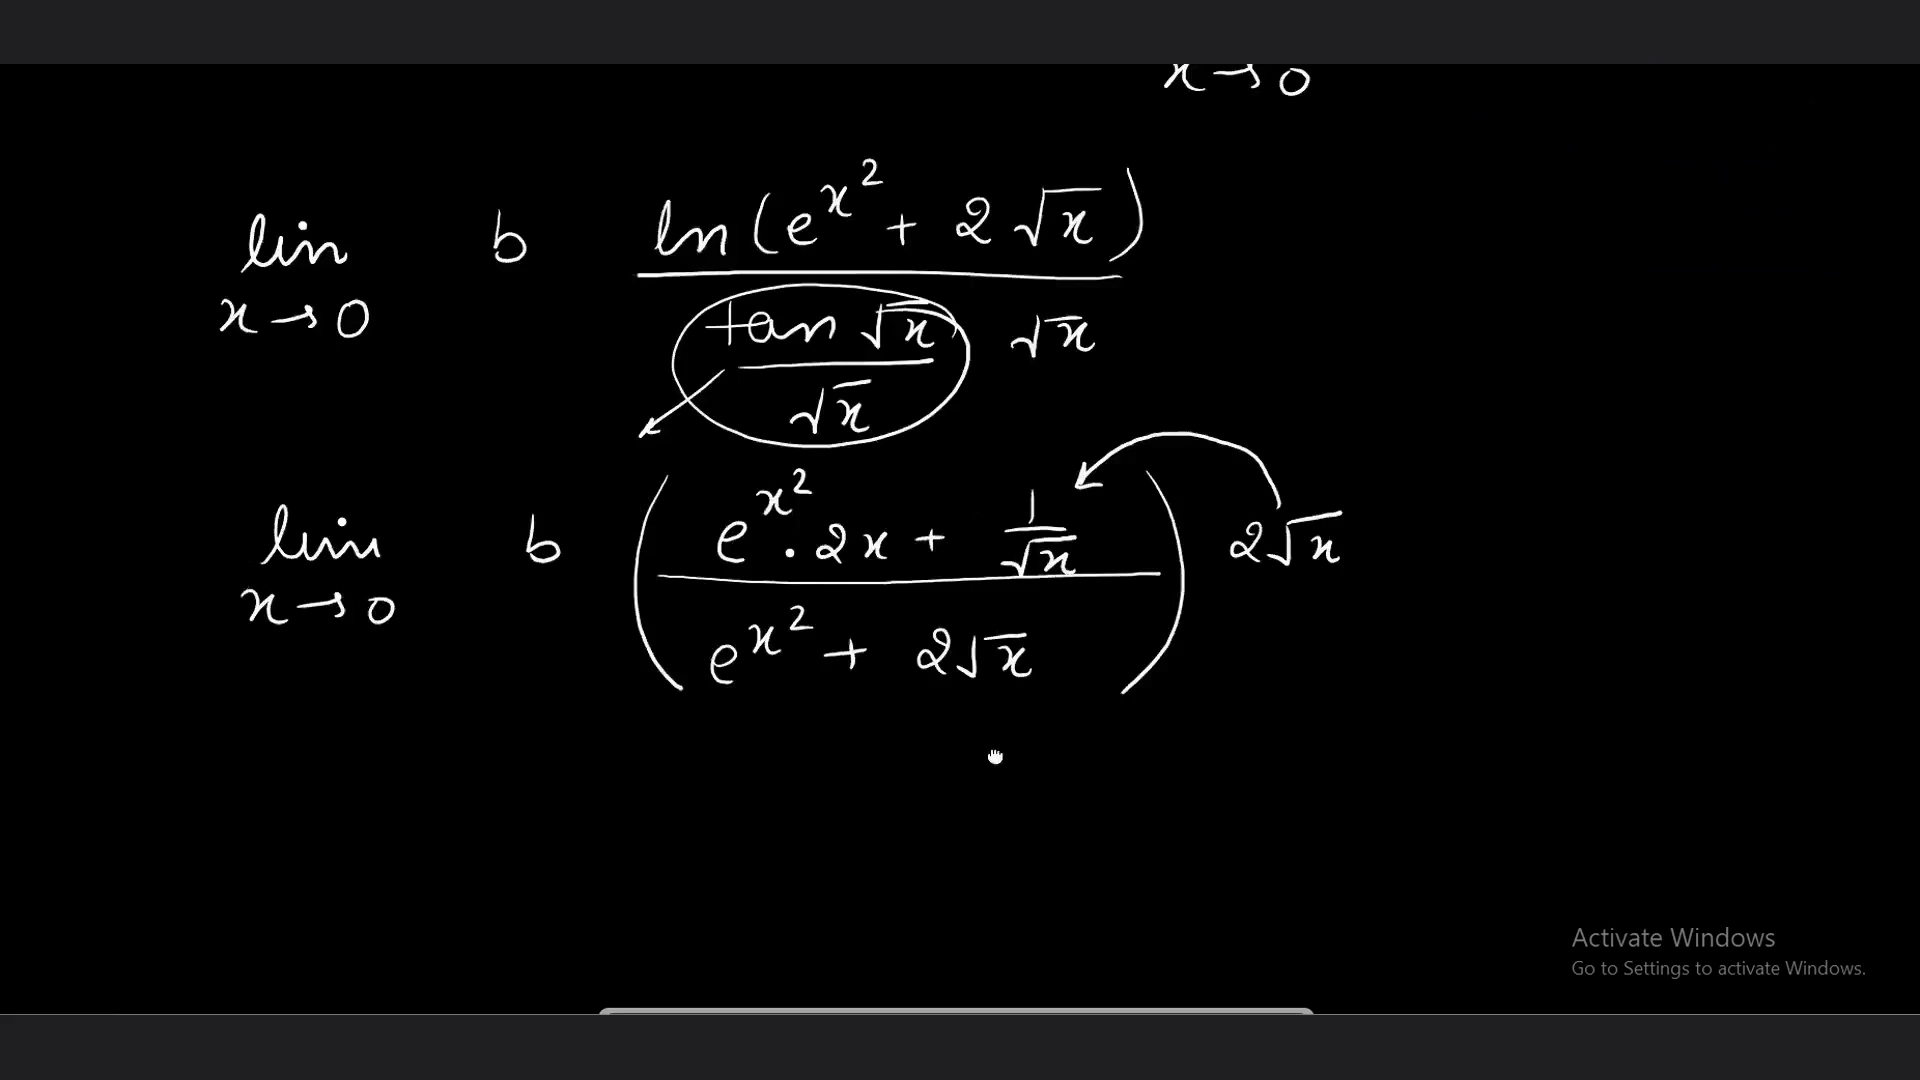 x → 0
lim x → 0 b ln(e^{x^2} + 2√x) / ((tan √x / √x) √x)
lim x → 0 b ((e^{x^2} . 2x + 1/√x) / (e^{x^2} + 2√x)) 2√x
Activate Windows
Go to Settings to activate Windows.